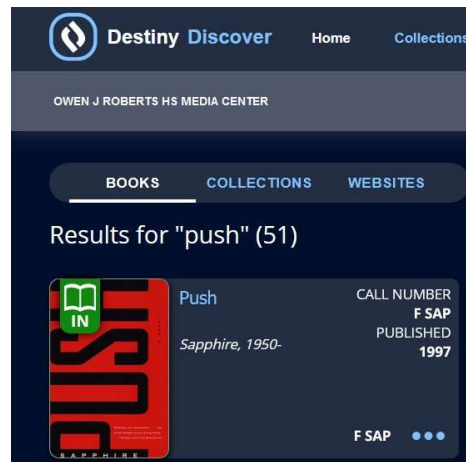 Destiny Discover Home Collections
OWEN J ROBERTS HS MEDIA CENTER
BOOKS COLLECTIONS WEBSITES
Results for "push" (51)
IN
PUSH
SAPPHIRE
Push
Sapphire, 1950-
CALL NUMBER
F SAP
PUBLISHED
1997
F SAP